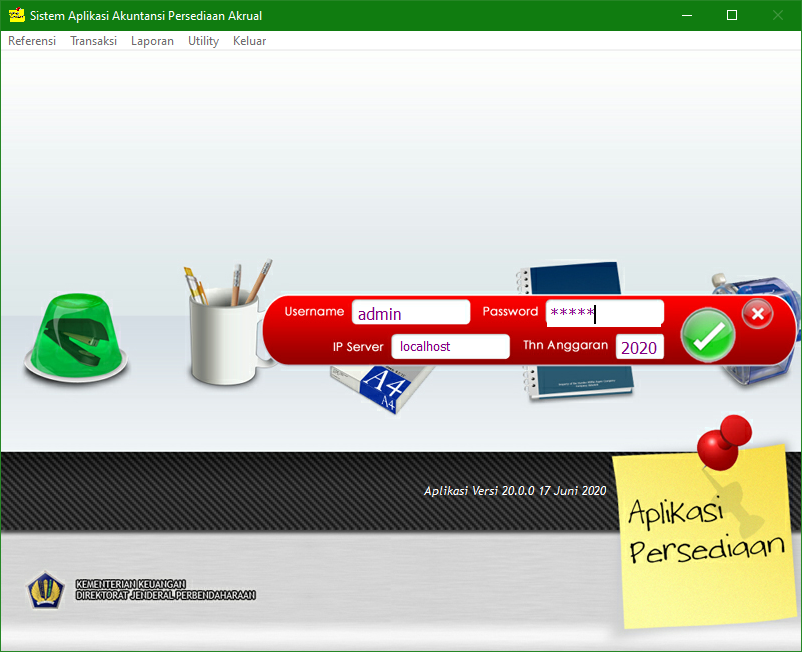 Sistem Aplikasi Akuntansi Persediaan Akrual
Referensi Transaksi Laporan Utility Keluar
Username admin Password *****
IP Server localhost Thn Anggaran 2020
A4
A4
Aplikasi Versi 20.0.0 17 Juni 2020
Aplikasi
Persediaan
KEMENTERIAN KEUANGAN
DIREKTORAT JENDERAL PERBENDAHARAAN